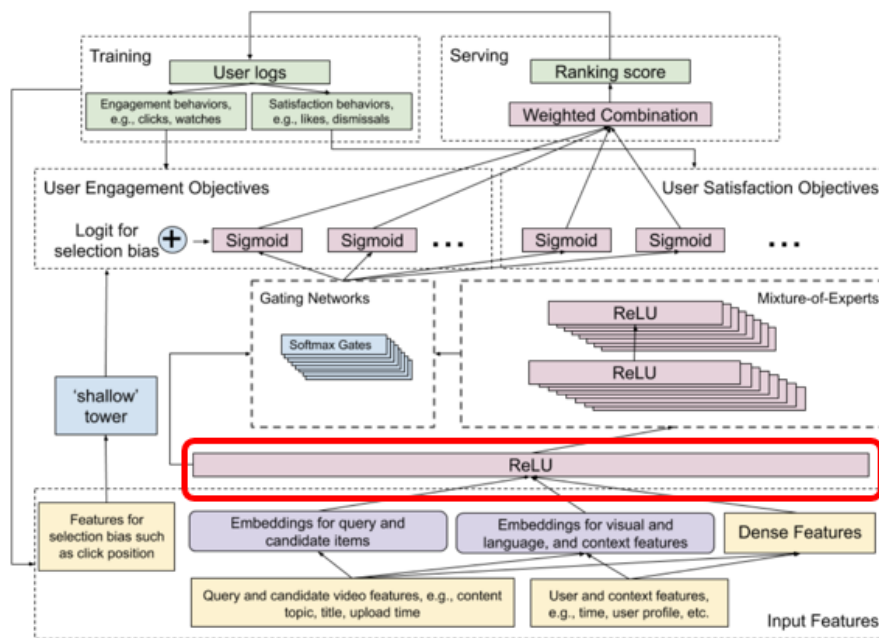 Training
User logs
Engagement behaviors,
e.g., clicks, watches
Satisfaction behaviors,
e.g., likes, dismissals
Serving
Ranking score
Weighted Combination
User Engagement Objectives
Logit for
selection bias
+
Sigmoid
Sigmoid
...
User Satisfaction Objectives
Sigmoid
Sigmoid
...
Gating Networks
Softmax Gates
Mixture-of-Experts
ReLU
ReLU
'shallow'
tower
ReLU
Features for
selection bias such
as click position
Embeddings for query and
candidate items
Embeddings for visual and
language, and context features
Dense Features
Query and candidate video features, e.g., content
topic, title, upload time
User and context features,
e.g., time, user profile, etc.
Input Features